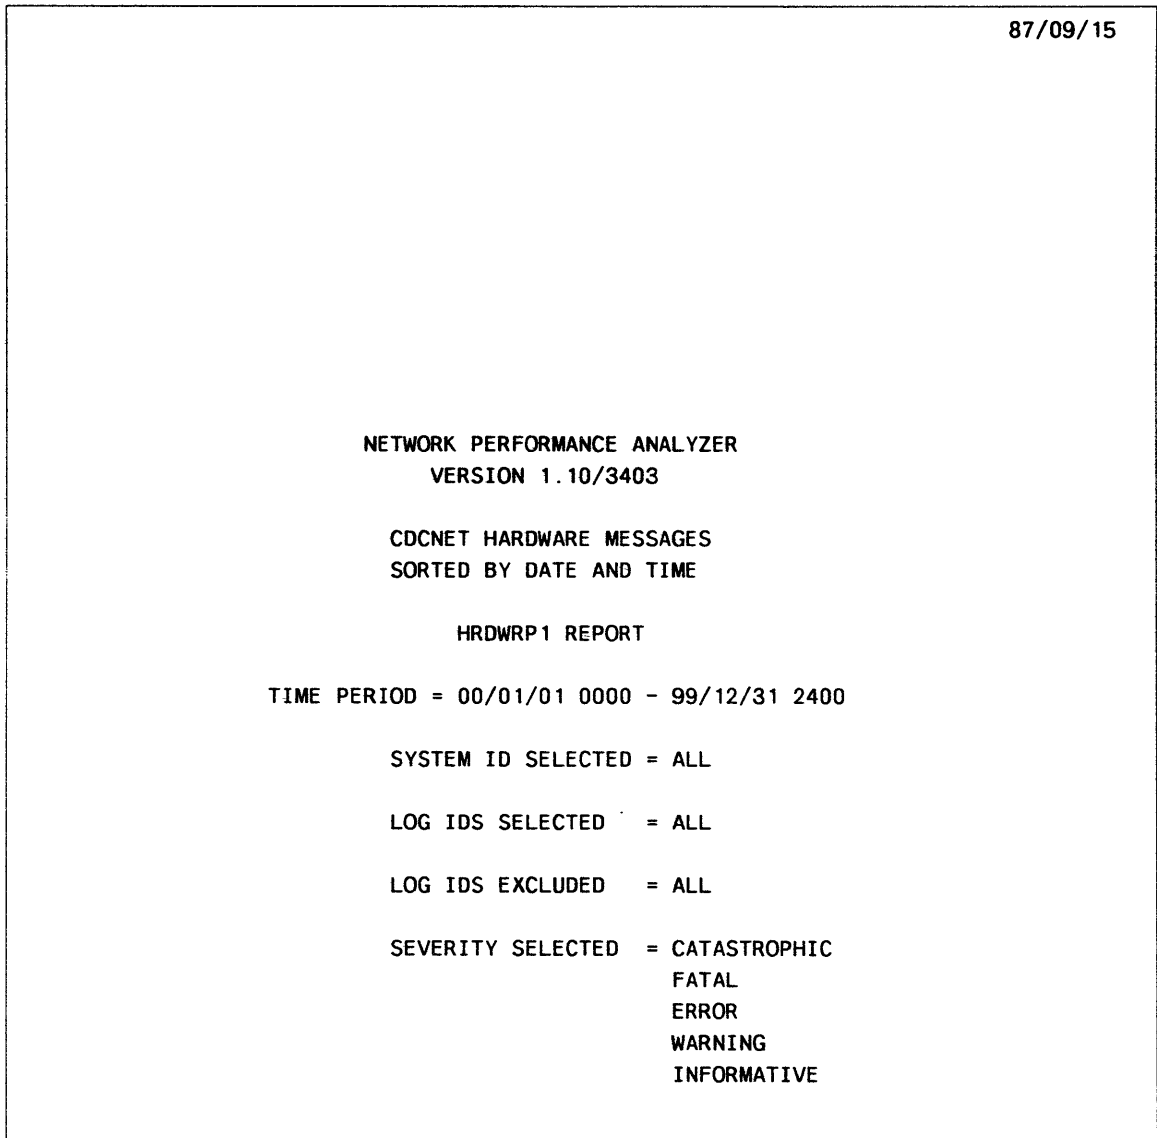 87/09/15
NETWORK PERFORMANCE ANALYZER
VERSION 1.10/3403
CDCNET HARDWARE MESSAGES
SORTED BY DATE AND TIME
HRDWRP1 REPORT
TIME PERIOD = 00/01/01 0000 - 99/12/31 2400
SYSTEM ID SELECTED = ALL
LOG IDS SELECTED = ALL
LOG IDS EXCLUDED = ALL
SEVERITY SELECTED = CATASTROPHIC
FATAL
ERROR
WARNING
INFORMATIVE